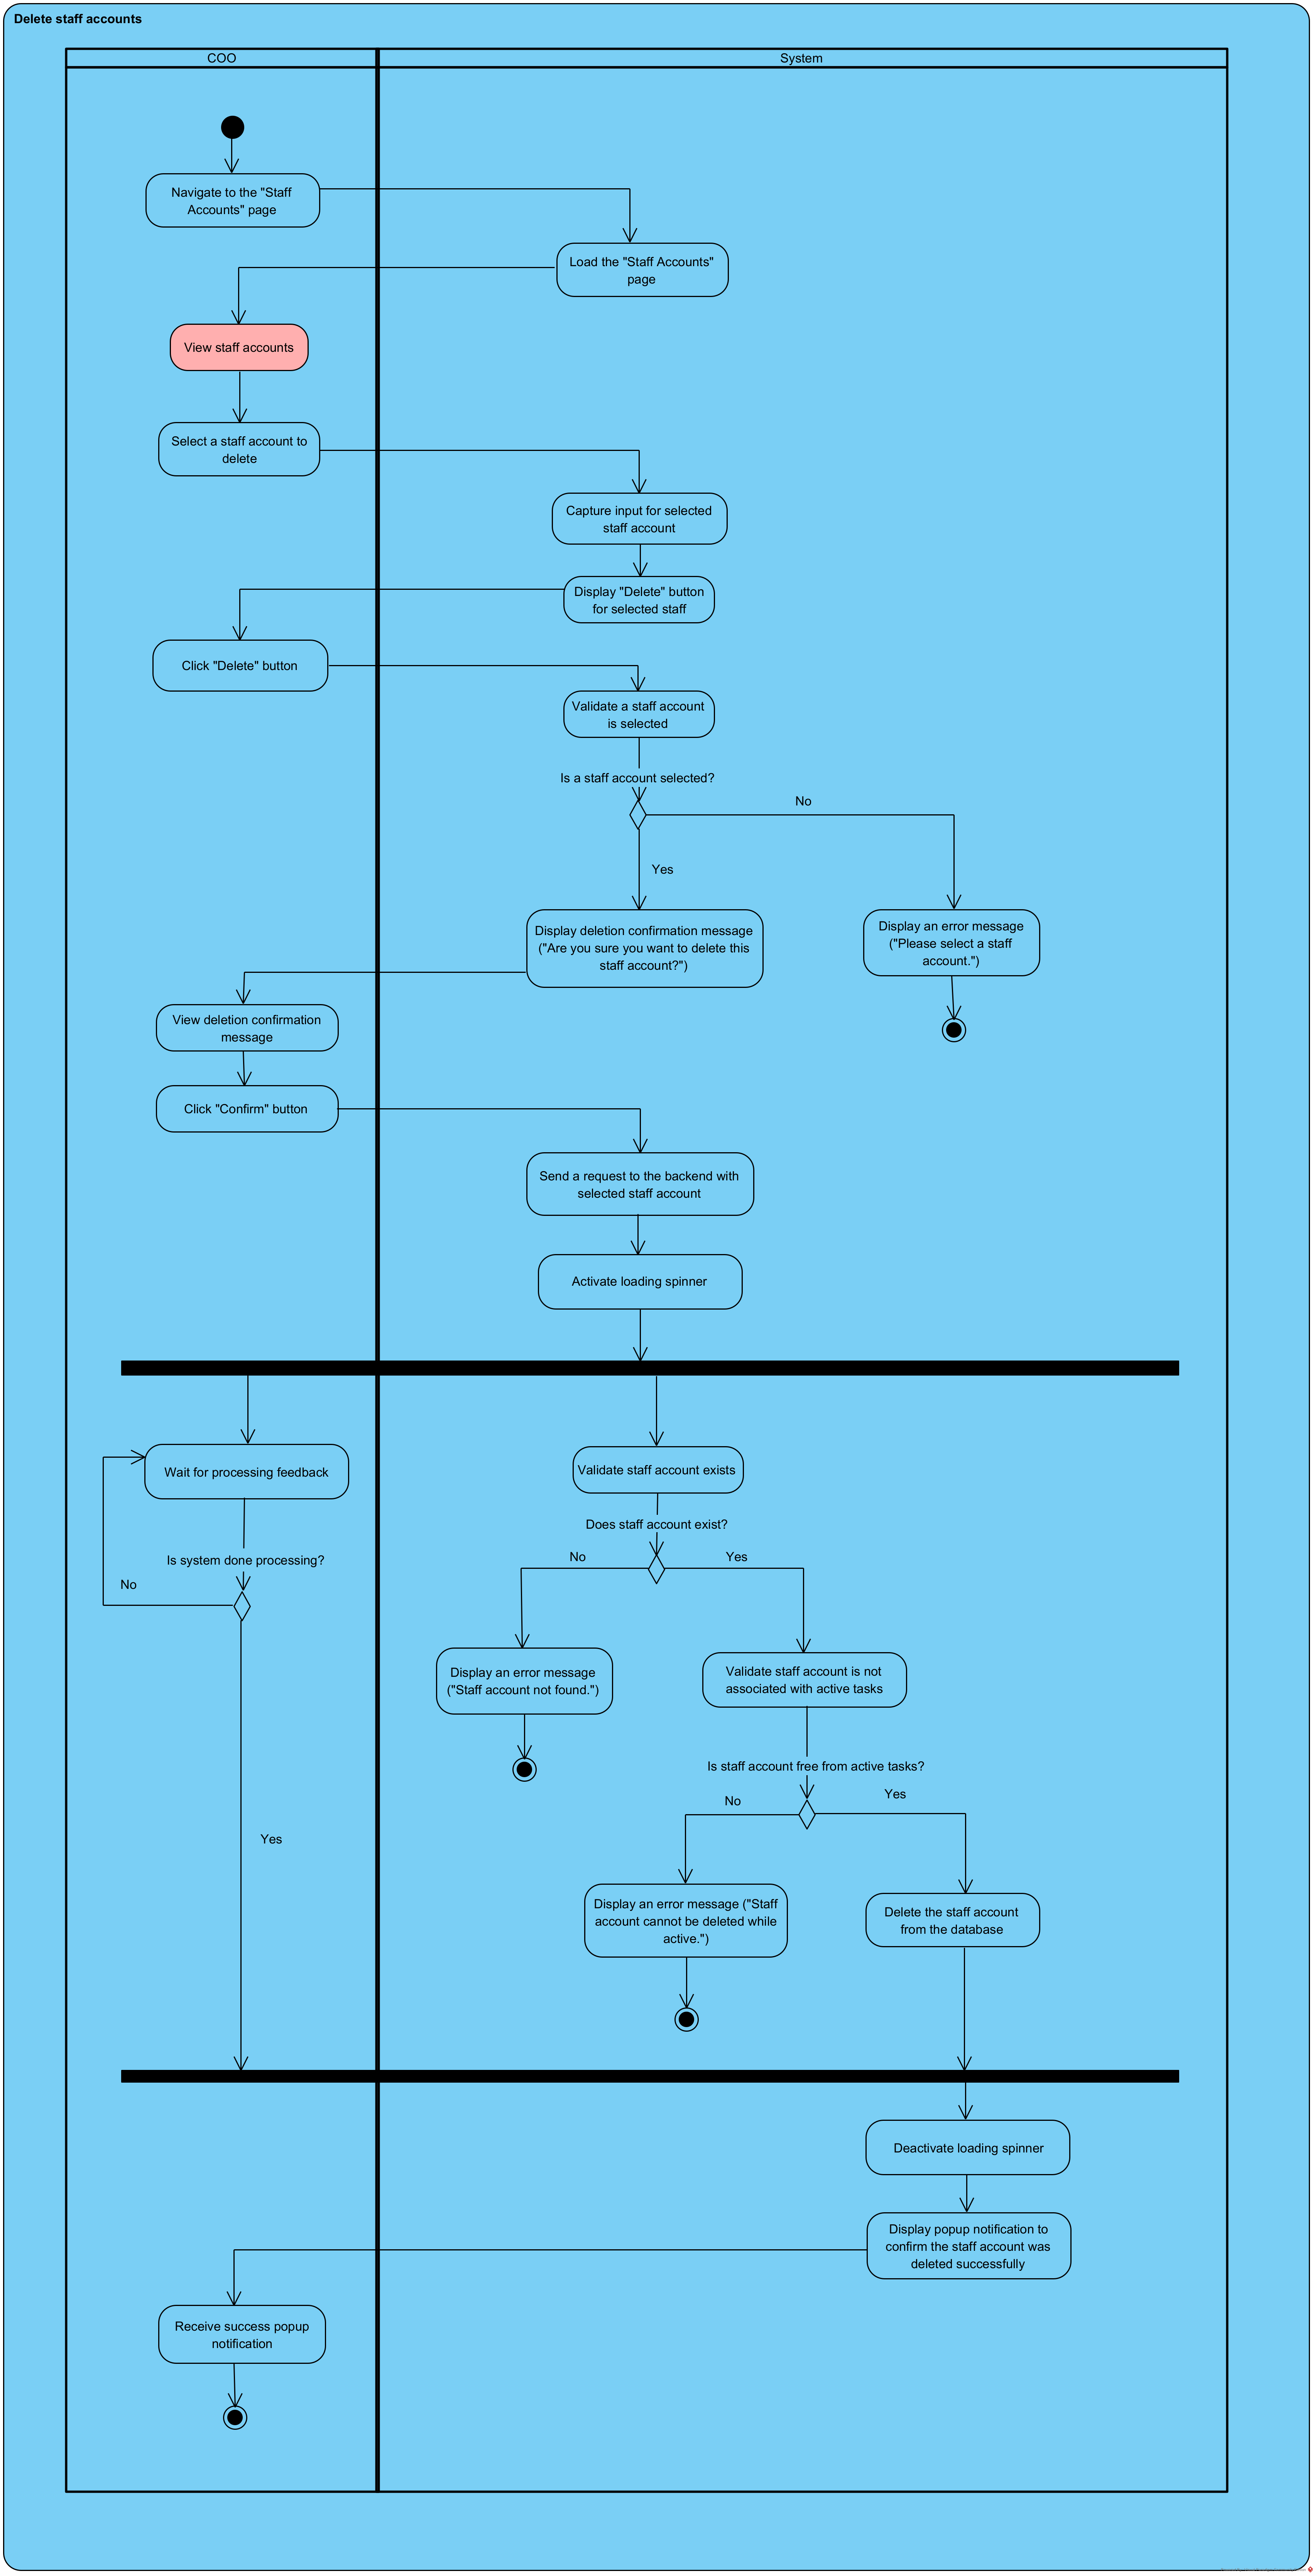 Delete staff accounts
COO
System
Navigate to the "Staff
Accounts" page
Load the "Staff Accounts"
page
View staff accounts
Select a staff account to
delete
Capture input for selected
staff account
Display "Delete" button
for selected staff
Click "Delete" button
Validate a staff account
is selected
Is a staff account selected?
No
Yes
Display deletion confirmation message
("Are you sure you want to delete this
staff account?")
Display an error message
("Please select a staff
account.")
View deletion confirmation
message
Click "Confirm" button
Send a request to the backend with
selected staff account
Activate loading spinner
Wait for processing feedback
Validate staff account exists
Does staff account exist?
No
Yes
Is system done processing?
No
Display an error message
("Staff account not found.")
Validate staff account is not
associated with active tasks
Is staff account free from active tasks?
No
Yes
Yes
Display an error message ("Staff
account cannot be deleted while
active.")
Delete the staff account
from the database
Deactivate loading spinner
Display popup notification to
confirm the staff account was
deleted successfully
Receive success popup
notification